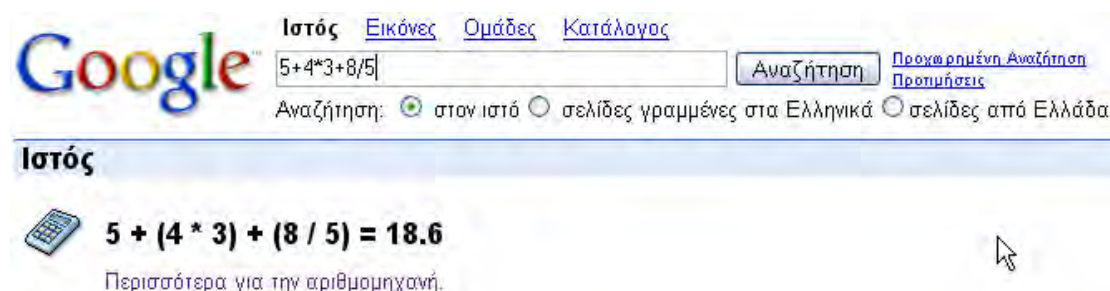 Google™
Ιστός Εικόνες Ομάδες Κατάλογος
5+4*3+8/5
Αναζήτηση
Προχωρημένη Αναζήτηση
Προτιμήσεις
Αναζήτηση: στον ιστό σελίδες γραμμένες στα Ελληνικά σελίδες από Ελλάδα
Ιστός
5 + (4 * 3) + (8 / 5) = 18.6
Περισσότερα για την αριθμομηχανή.